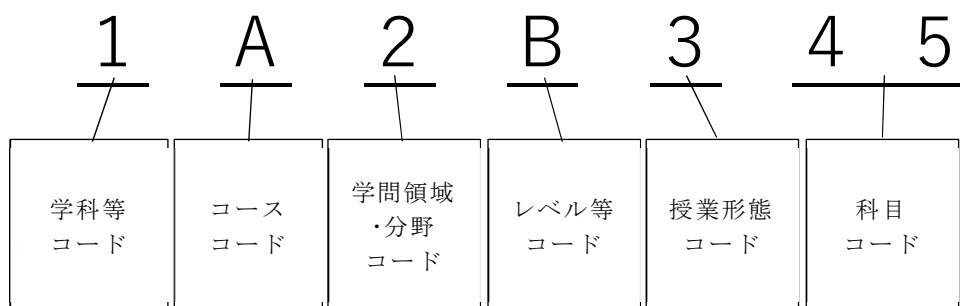 1 A 2 B 3 4 5
学科等
コード
コース
コード
学問領域
・分野
コード
レベル等
コード
授業形態
コード
科目
コード